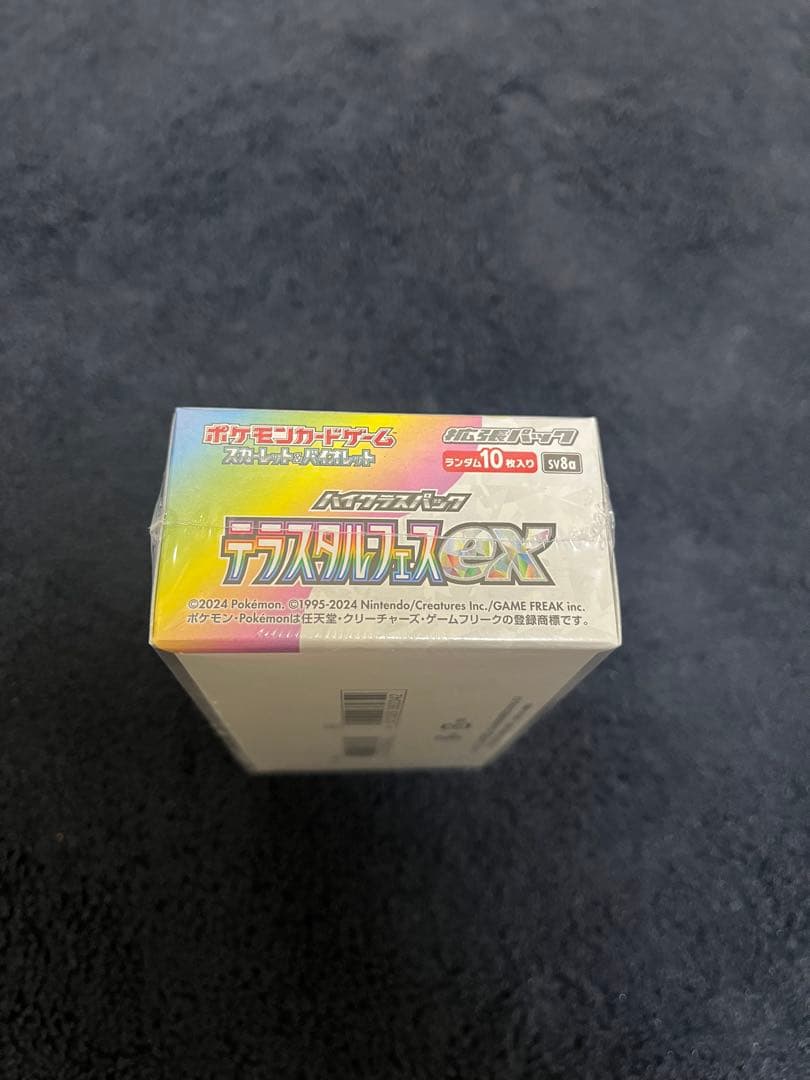 ポケモンカードゲーム 拡張パック
スカーレット&バイオレット ランダム10枚入り SV8a
ハイクラスパック
テラスタルフェスex
©2024 Pokémon. ©1995-2024 Nintendo/Creatures Inc./GAME FREAK inc.
ポケモン・Pokémonは任天堂・クリーチャーズ・ゲームフリークの登録商標です。